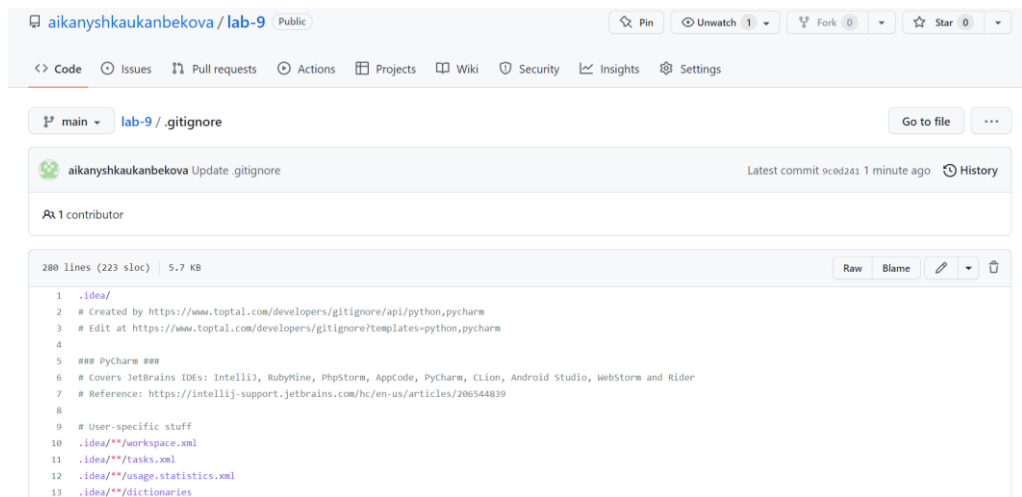 aikanyshkaukanbekova / lab-9 Public Pin Unwatch 1 Fork 0 Star 0
<> Code Issues Pull requests Actions Projects Wiki Security Insights Settings
main lab-9 / .gitignore Go to file ...
aikanyshkaukanbekova Update .gitignore Latest commit 9c0d241 1 minute ago History
1 contributor
280 lines (223 sloc) 5.7 KB Raw Blame
1 .idea/
2 # Created by https://www.toptal.com/developers/gitignore/api/python,pycharm
3 # Edit at https://www.toptal.com/developers/gitignore?templates=python,pycharm
4
5 ### PyCharm ###
6 # Covers JetBrains IDEs: IntelliJ, RubyMine, PhpStorm, AppCode, PyCharm, CLion, Android Studio, WebStorm and Rider
7 # Reference: https://intellij-support.jetbrains.com/hc/en-us/articles/206544839
8
9 # User-specific stuff
10 .idea/**/workspace.xml
11 .idea/**/tasks.xml
12 .idea/**/usage.statistics.xml
13 .idea/**/dictionaries